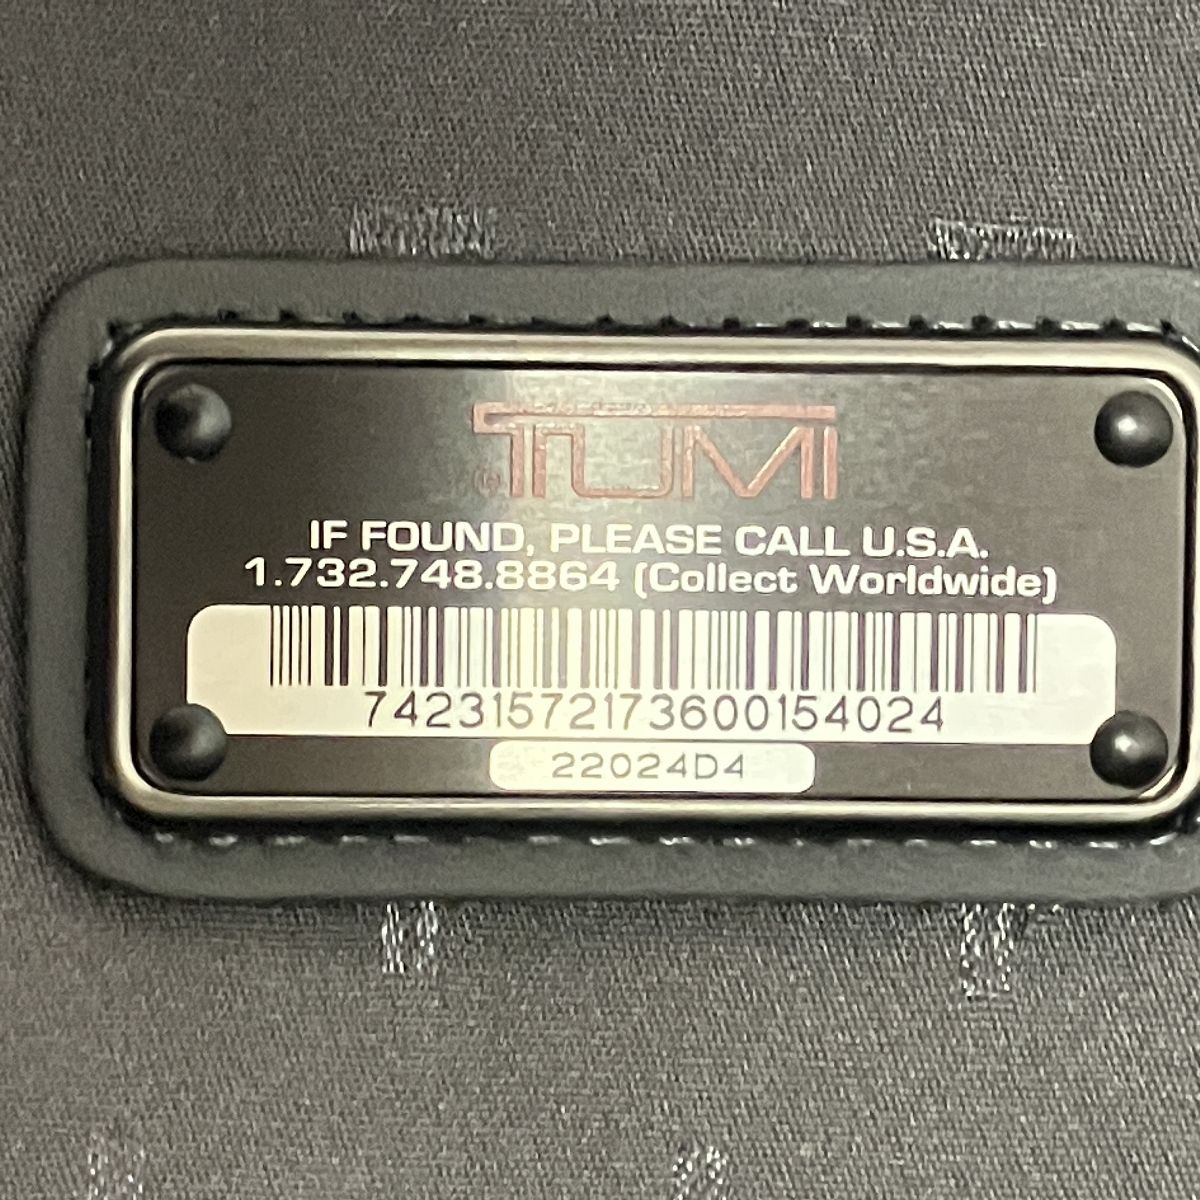 TUMI
IF FOUND, PLEASE CALL U.S.A.
1.732.748.8864 (Collect Worldwide)
74231572173600154024
22024D4